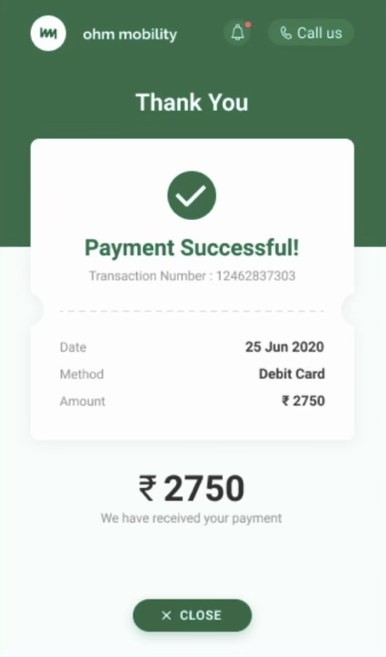 ohm mobility
Call us
Thank You
Payment Successful!
Transaction Number : 12462837303
Date 25 Jun 2020
Method Debit Card
Amount ₹ 2750
₹ 2750
We have received your payment
× CLOSE